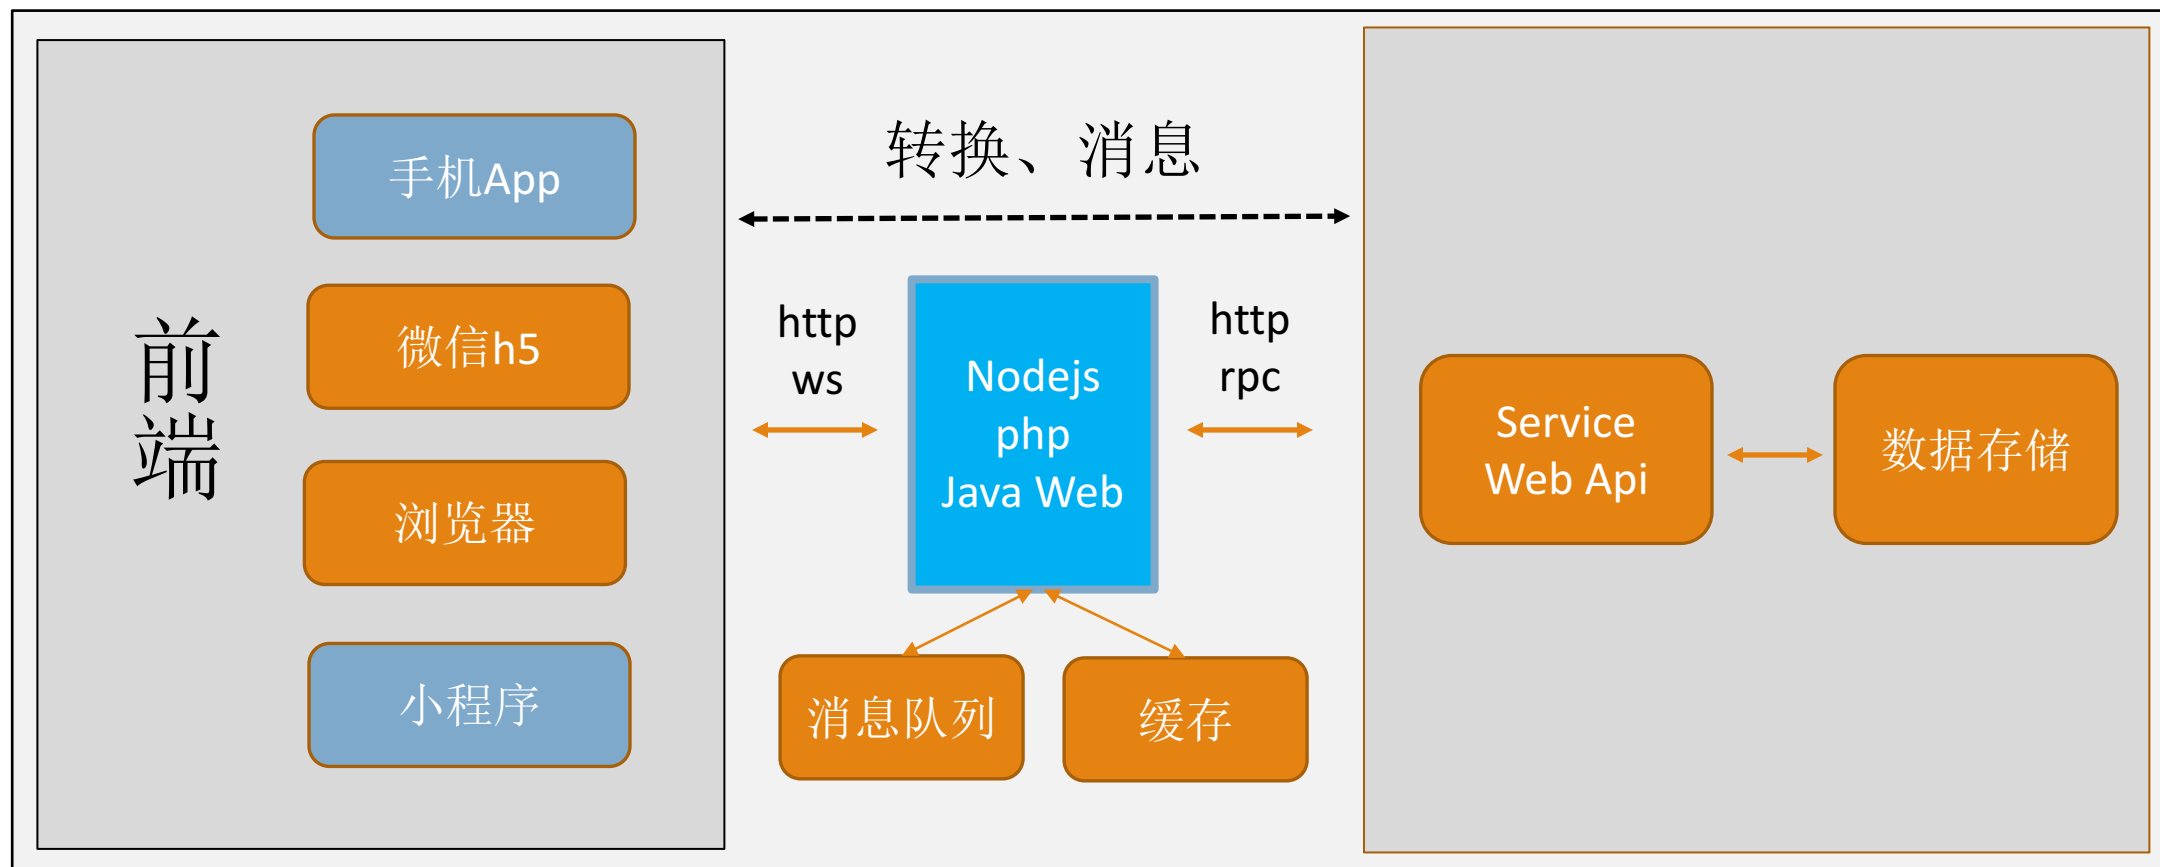 前
端
手机App
微信h5
浏览器
小程序
转换、消息
http
ws
Nodejs
php
Java Web
http
rpc
消息队列
缓存
Service
Web Api
数据存储